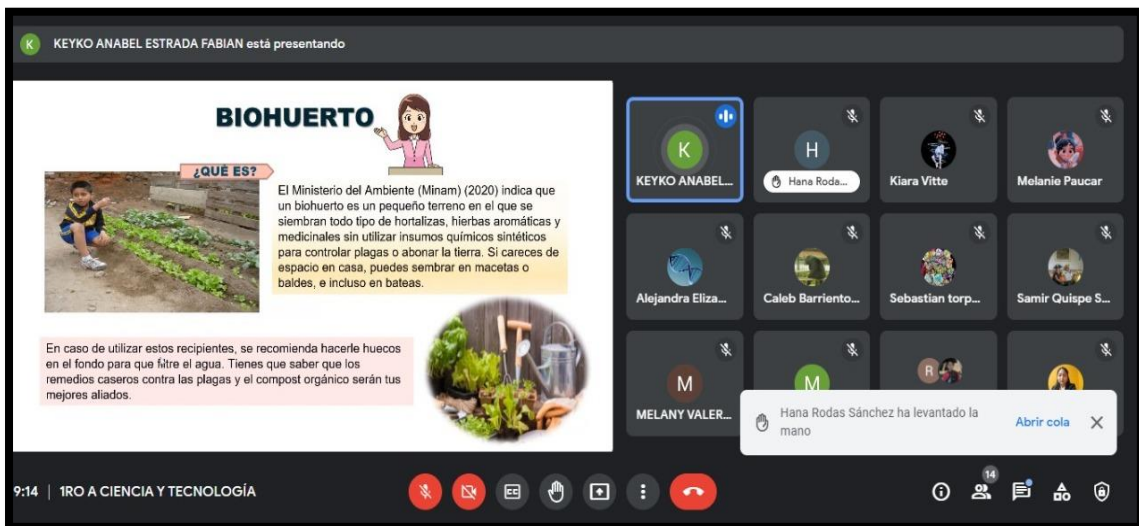 K KEYKO ANABEL ESTRADA FABIAN está presentando
BIOHUERTO
¿QUÉ ES?
El Ministerio del Ambiente (Minam) (2020) indica que
un biohuerto es un pequeño terreno en el que se
siembran todo tipo de hortalizas, hierbas aromáticas y
medicinales sin utilizar insumos químicos sintéticos
para controlar plagas o abonar la tierra. Si careces de
espacio en casa, puedes sembrar en macetas o
baldes, e incluso en bateas.
En caso de utilizar estos recipientes, se recomienda hacerle huecos
en el fondo para que filtre el agua. Tienes que saber que los
remedios caseros contra las plagas y el compost orgánico serán tus
mejores aliados.
K
KEYKO ANABEL...
H
Hana Roda...
Kiara Vitte
Melanie Paucar
Alejandra Eliza...
Caleb Barriento...
Sebastian torp...
Samir Quispe S...
M
MELANY VALER...
M
R
Hana Rodas Sánchez ha levantado la
mano
Abrir cola
9:14 | 1RO A CIENCIA Y TECNOLOGÍA
CC
14